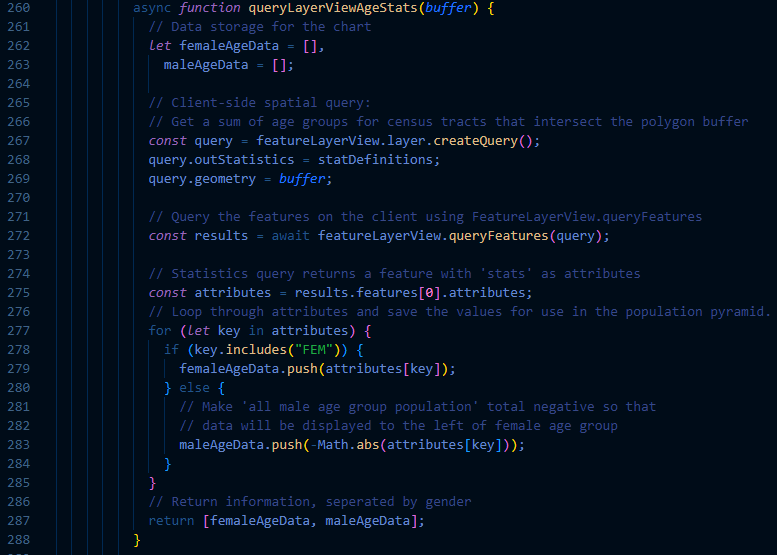 260 async function queryLayerViewAgeStats(buffer) {
261 // Data storage for the chart
262 let femaleAgeData = [],
263 maleAgeData = [];
264
265 // Client-side spatial query:
266 // Get a sum of age groups for census tracts that intersect the polygon buffer
267 const query = featureLayerView.layer.createQuery();
268 query.outStatistics = statDefinitions;
269 query.geometry = buffer;
270
271 // Query the features on the client using FeatureLayerView.queryFeatures
272 const results = await featureLayerView.queryFeatures(query);
273
274 // Statistics query returns a feature with 'stats' as attributes
275 const attributes = results.features[0].attributes;
276 // Loop through attributes and save the values for use in the population pyramid.
277 for (let key in attributes) {
278 if (key.includes("FEM")) {
279 femaleAgeData.push(attributes[key]);
280 } else {
281 // Make 'all male age group population' total negative so that
282 // data will be displayed to the left of female age group
283 maleAgeData.push(-Math.abs(attributes[key]));
284 }
285 }
286 // Return information, seperated by gender
287 return [femaleAgeData, maleAgeData];
288 }